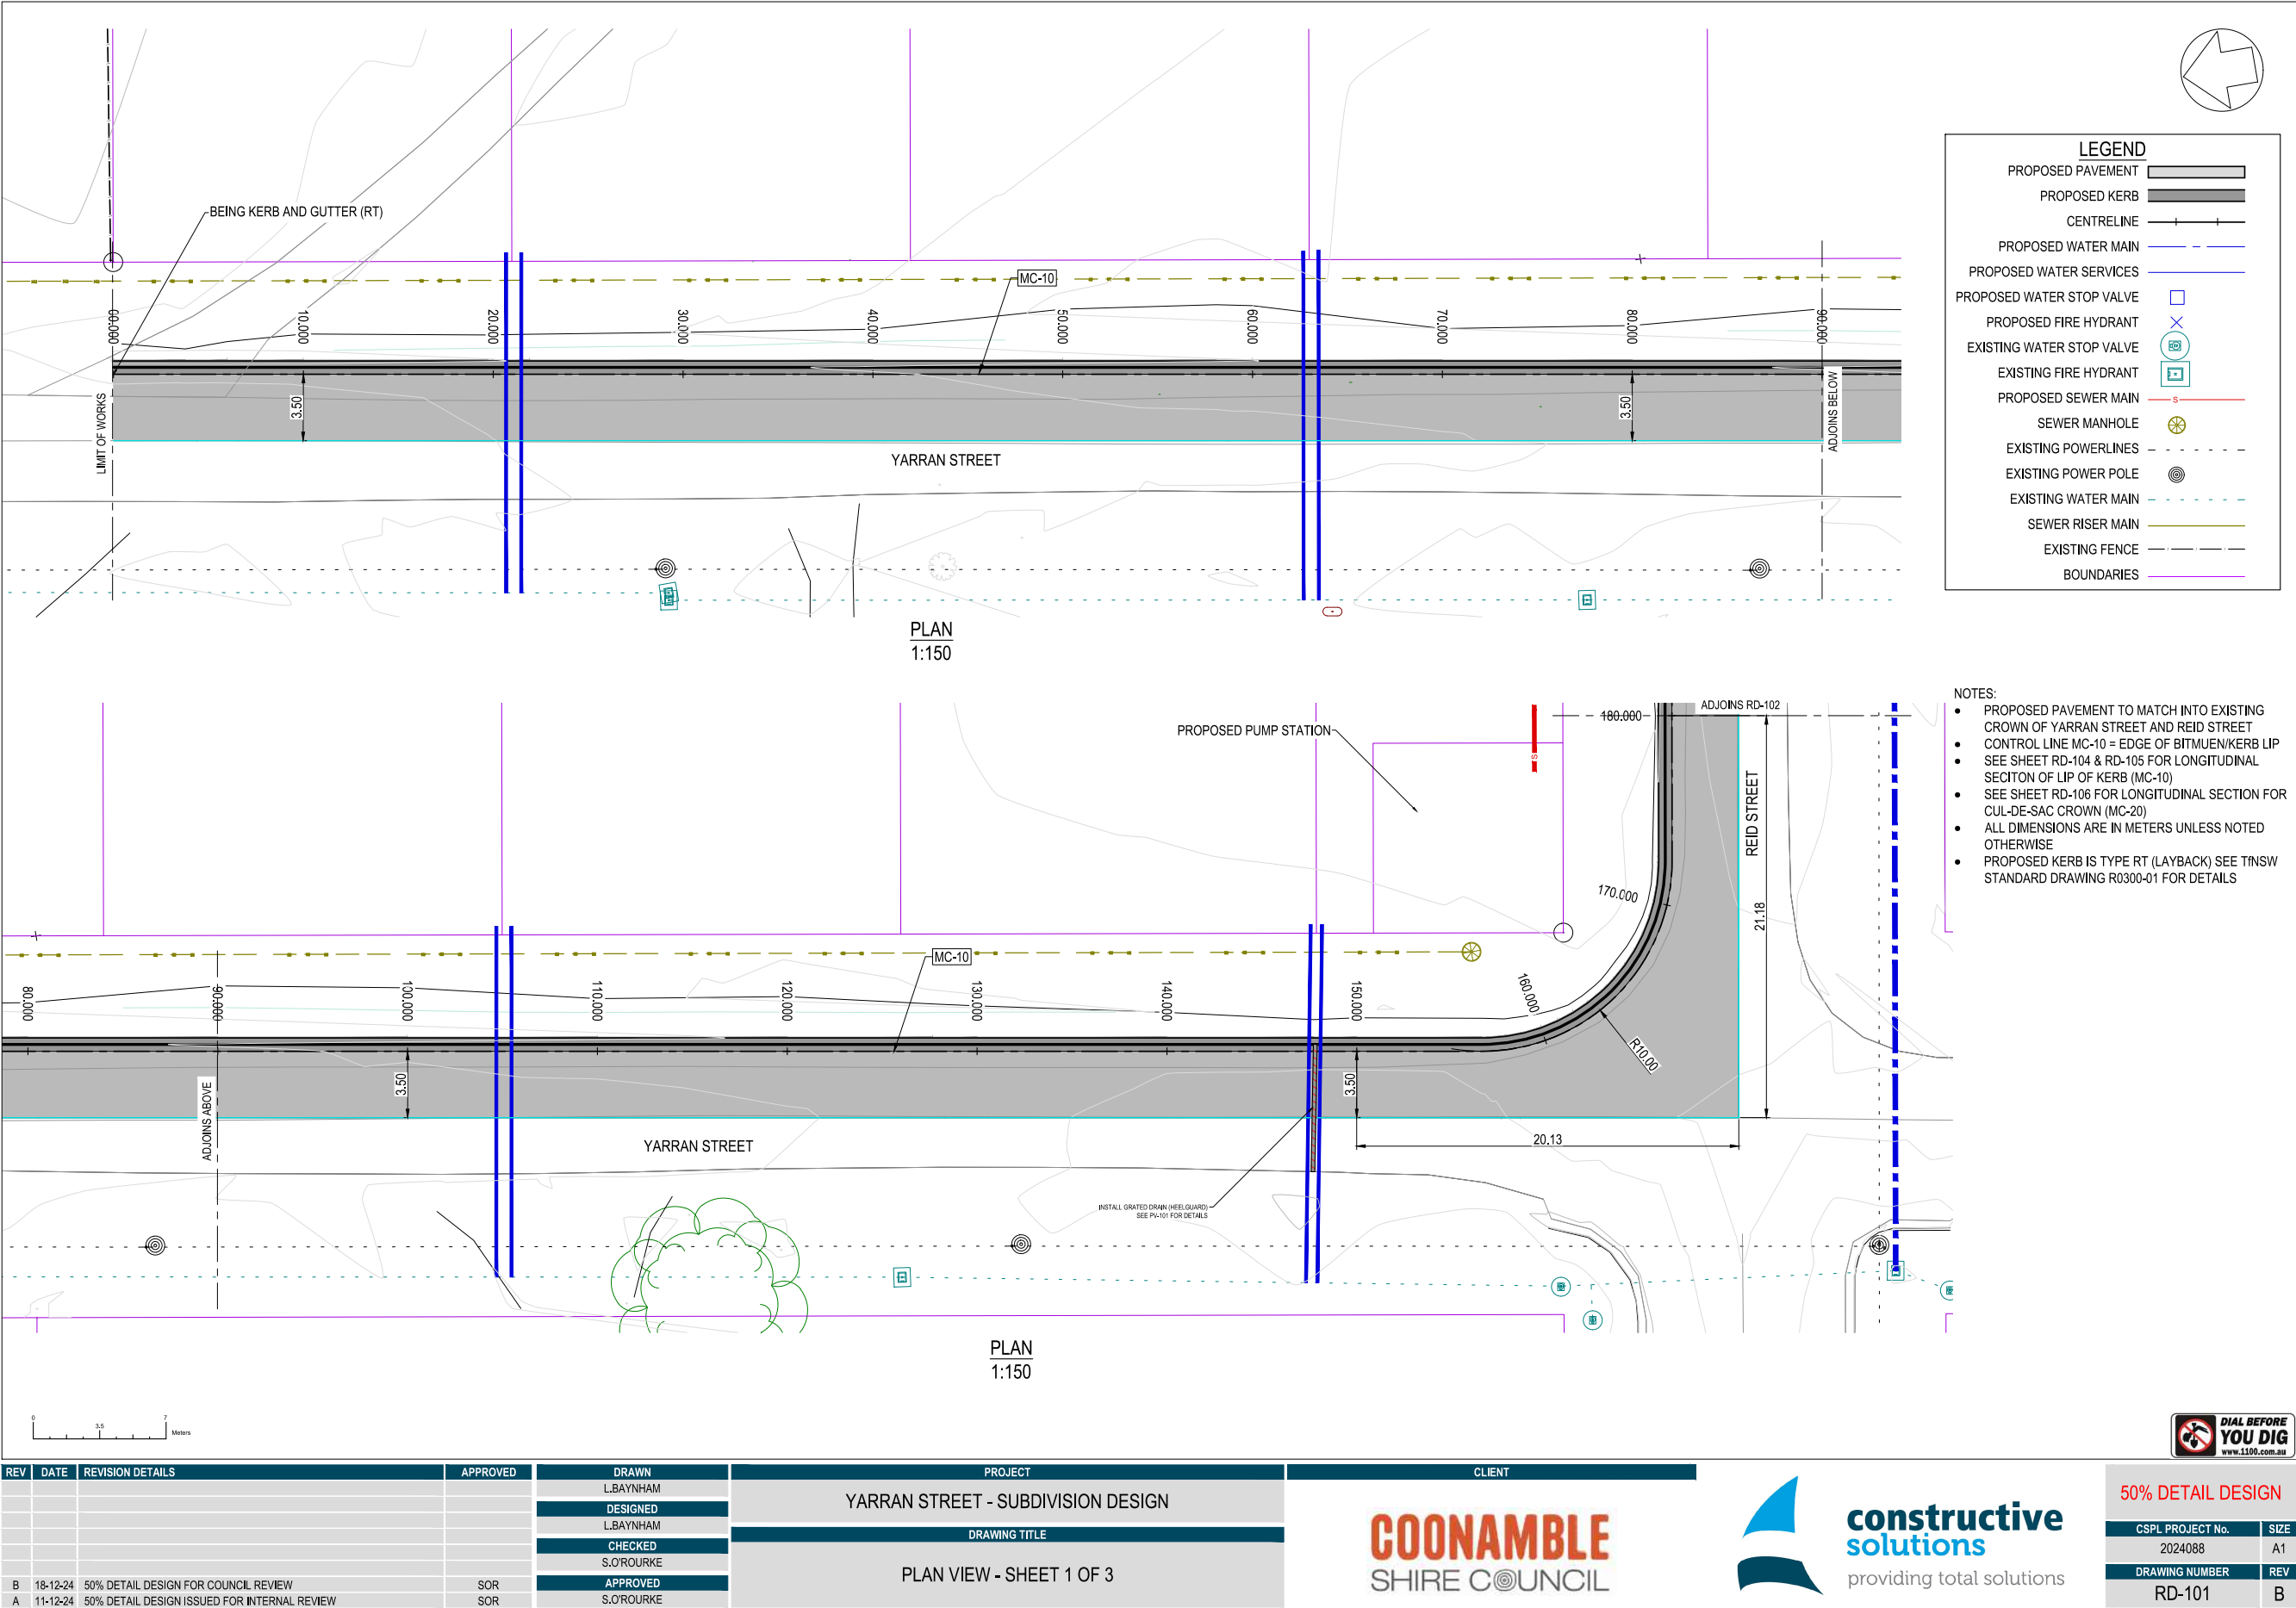 BEING KERB AND GUTTER (RT)
MC-10
00.000
10.000
20.000
30.000
40.000
50.000
60.000
70.000
80.000
90.000
3.50
3.50
LIMIT OF WORKS
ADJOINS BELOW
YARRAN STREET
PLAN
1:150
LEGEND
PROPOSED PAVEMENT
PROPOSED KERB
CENTRELINE
PROPOSED WATER MAIN
PROPOSED WATER SERVICES
PROPOSED WATER STOP VALVE
PROPOSED FIRE HYDRANT
EXISTING WATER STOP VALVE
EXISTING FIRE HYDRANT
PROPOSED SEWER MAIN
S
SEWER MANHOLE
EXISTING POWERLINES
EXISTING POWER POLE
EXISTING WATER MAIN
SEWER RISER MAIN
EXISTING FENCE
BOUNDARIES
NOTES:
• PROPOSED PAVEMENT TO MATCH INTO EXISTING
CROWN OF YARRAN STREET AND REID STREET
• CONTROL LINE MC-10 = EDGE OF BITMUEN/KERB LIP
• SEE SHEET RD-104 & RD-105 FOR LONGITUDINAL
SECITON OF LIP OF KERB (MC-10)
• SEE SHEET RD-106 FOR LONGITUDINAL SECTION FOR
CUL-DE-SAC CROWN (MC-20)
• ALL DIMENSIONS ARE IN METERS UNLESS NOTED
OTHERWISE
• PROPOSED KERB IS TYPE RT (LAYBACK) SEE TfNSW
STANDARD DRAWING R0300-01 FOR DETAILS
PROPOSED PUMP STATION
S
180.000
ADJOINS RD-102
REID STREET
21.18
170.000
160.000
R10.00
MC-10
80.000
90.000
100.000
110.000
120.000
130.000
140.000
150.000
3.50
3.50
20.13
ADJOINS ABOVE
YARRAN STREET
INSTALL GRATED DRAIN (HEELGUARD)
SEE PV-101 FOR DETAILS
PLAN
1:150
0
3.5
7
Meters
DIAL BEFORE
YOU DIG
www.1100.com.au
REV DATE REVISION DETAILS APPROVED
B 18-12-24 50% DETAIL DESIGN FOR COUNCIL REVIEW SOR
A 11-12-24 50% DETAIL DESIGN ISSUED FOR INTERNAL REVIEW SOR
DRAWN
L.BAYNHAM
DESIGNED
L.BAYNHAM
CHECKED
S.O'ROURKE
APPROVED
S.O'ROURKE
PROJECT
YARRAN STREET - SUBDIVISION DESIGN
DRAWING TITLE
PLAN VIEW - SHEET 1 OF 3
CLIENT
COONAMBLE
SHIRE COUNCIL
constructive
solutions
providing total solutions
50% DETAIL DESIGN
CSPL PROJECT No. SIZE
2024088 A1
DRAWING NUMBER REV
RD-101 B